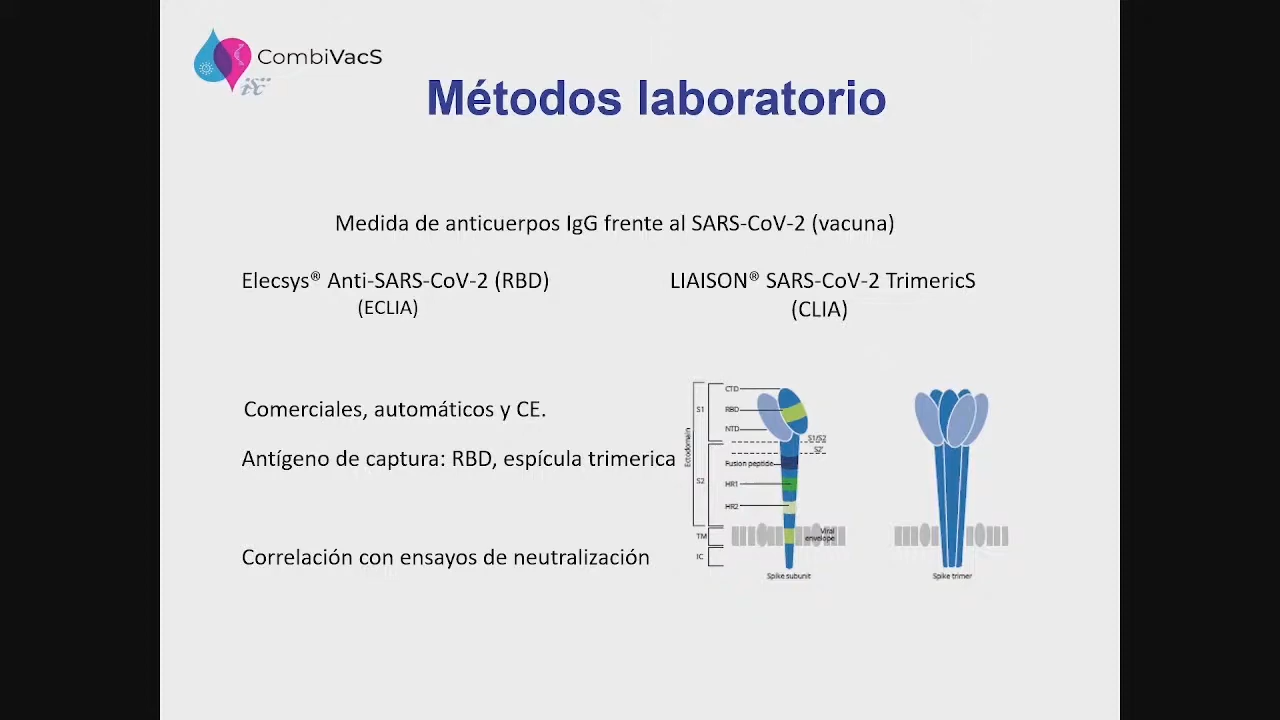 CombiVacS
isc
Métodos laboratorio
Medida de anticuerpos IgG frente al SARS-CoV-2 (vacuna)
Elecsys® Anti-SARS-CoV-2 (RBD)
(ECLIA)
LIAISON® SARS-CoV-2 TrimericS
(CLIA)
Comerciales, automáticos y CE.
Antígeno de captura: RBD, espícula trimerica
Correlación con ensayos de neutralización
Ectodomain
S1
S2
TM
IC
CTD
RBD
NTD
S1/S2
S2'
Fusion peptide
HR1
HR2
Viral
envelope
Spike subunit
Spike trimer